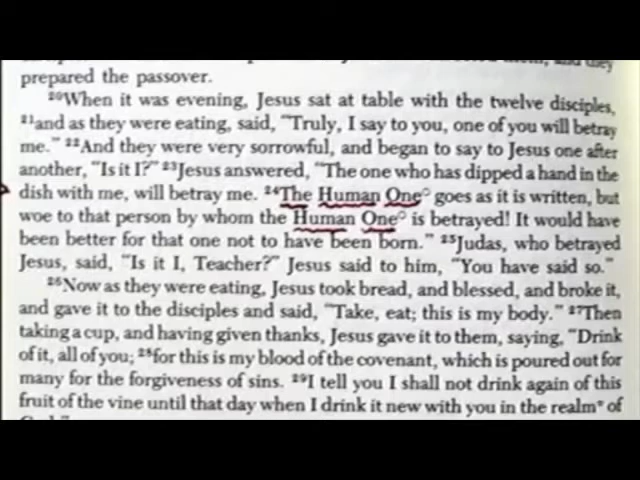 prepared the passover.
²⁰When it was evening, Jesus sat at table with the twelve disciples,
²¹and as they were eating, said, "Truly, I say to you, one of you will betray
me." ²²And they were very sorrowful, and began to say to Jesus one after
another, "Is it I?" ²³Jesus answered, "The one who has dipped a hand in the
dish with me, will betray me. ²⁴The Human One° goes as it is written, but
woe to that person by whom the Human One° is betrayed! It would have
been better for that one not to have been born." ²⁵Judas, who betrayed
Jesus, said, "Is it I, Teacher?" Jesus said to him, "You have said so."
²⁶Now as they were eating, Jesus took bread, and blessed, and broke it,
and gave it to the disciples and said, "Take, eat; this is my body." ²⁷Then
taking a cup, and having given thanks, Jesus gave it to them, saying, "Drink
of it, all of you; ²⁸for this is my blood of the covenant, which is poured out for
many for the forgiveness of sins. ²⁹I tell you I shall not drink again of this
fruit of the vine until that day when I drink it new with you in the realm* of